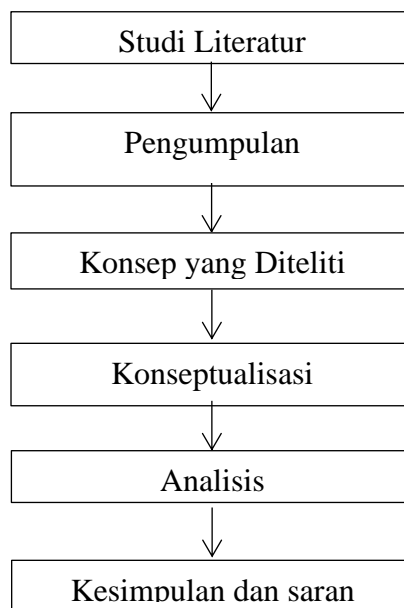 Studi Literatur
Pengumpulan
Konsep yang Diteliti
Konseptualisasi
Analisis
Kesimpulan dan saran